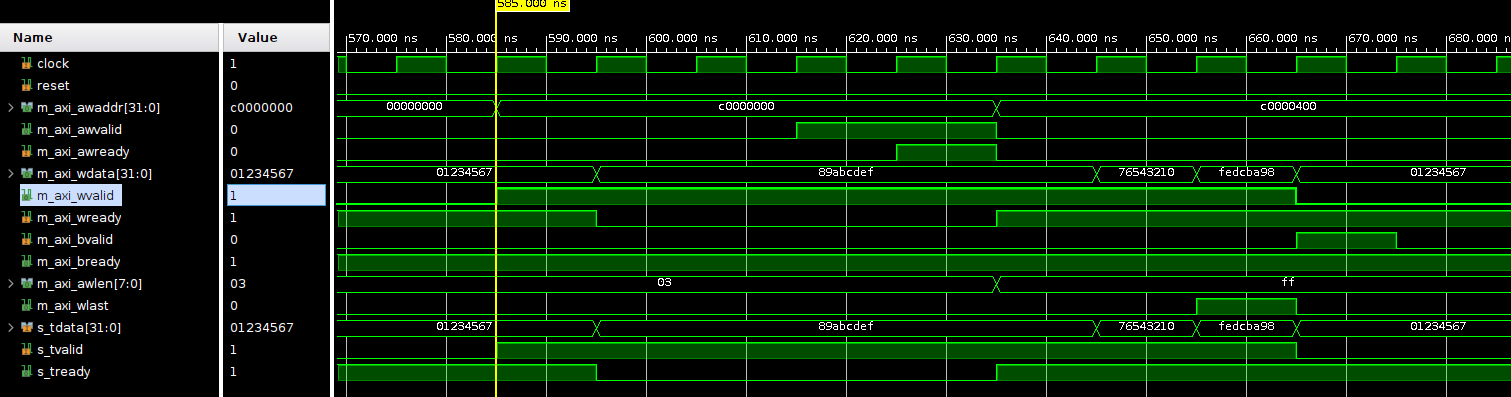 585.000 ns
Name Value 570.000 ns 580.000 ns 590.000 ns 600.000 ns 610.000 ns 620.000 ns 630.000 ns 640.000 ns 650.000 ns 660.000 ns 670.000 ns 680.000
clock 1
reset 0
m_axi_awaddr[31:0] c0000000 00000000 c0000000 c0000400
m_axi_awvalid 0
m_axi_awready 0
m_axi_wdata[31:0] 01234567 01234567 89abcdef 76543210 fedcba98 01234567
m_axi_wvalid 1
m_axi_wready 1
m_axi_bvalid 0
m_axi_bready 1
m_axi_awlen[7:0] 03 03 ff
m_axi_wlast 0
s_tdata[31:0] 01234567 01234567 89abcdef 76543210 fedcba98 01234567
s_tvalid 1
s_tready 1